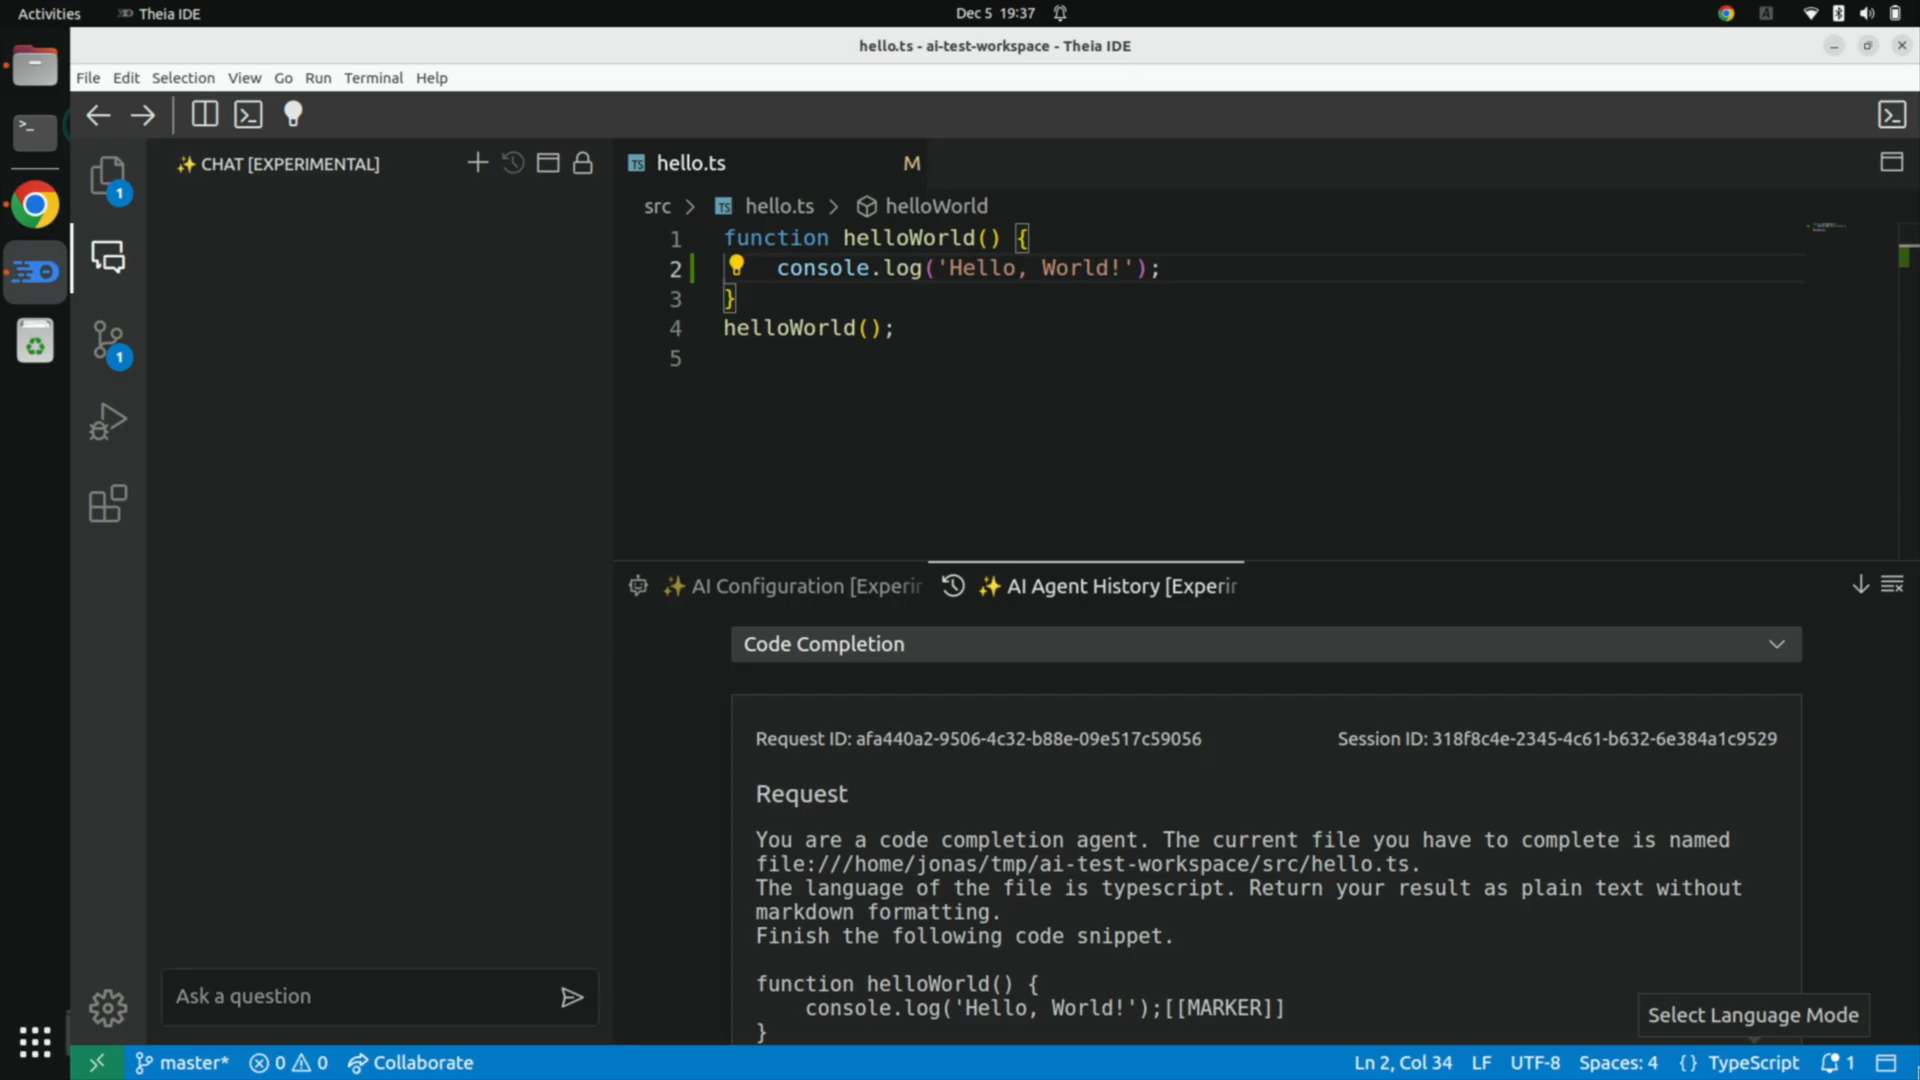 Activities
Theia IDE
Dec 5 19:37
A
hello.ts - ai-test-workspace - Theia IDE
File Edit Selection View Go Run Terminal Help
✨ CHAT [EXPERIMENTAL]
TS hello.ts M
1
src > TS hello.ts > helloWorld
1 function helloWorld() {
2 console.log('Hello, World!');
3 }
4 helloWorld();
5
1
✨ AI Configuration [Experir
✨ AI Agent History [Experir
Code Completion
Request ID: afa440a2-9506-4c32-b88e-09e517c59056
Session ID: 318f8c4e-2345-4c61-b632-6e384a1c9529
Request
You are a code completion agent. The current file you have to complete is named
file:///home/jonas/tmp/ai-test-workspace/src/hello.ts.
The language of the file is typescript. Return your result as plain text without
markdown formatting.
Finish the following code snippet.
function helloWorld() {
console.log('Hello, World!');[[MARKER]]
}
Ask a question
Select Language Mode
master* 0 0 Collaborate
Ln 2, Col 34 LF UTF-8 Spaces: 4 {} TypeScript 1